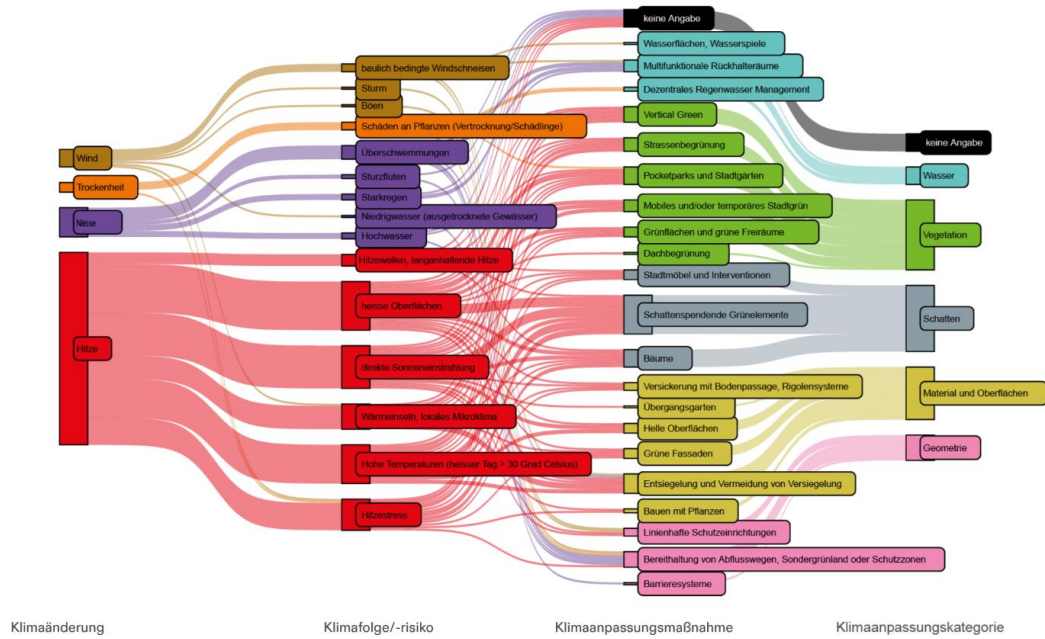 Wind
Trockenheit
Nässe
Hitze
baulich bedingte Windschneisen
Sturm
Böen
Schäden an Pflanzen (Vertrocknung/Schädlinge)
Überschwemmungen
Sturzfluten
Starkregen
Niedrigwasser (ausgetrocknete Gewässer)
Hochwasser
Hitzewellen, langanhaltende Hitze
heisse Oberflächen
direkte Sonneneinstrahlung
Wärmeinseln, lokales Mikroklima
Hohe Temperaturen (heisser Tag > 30 Grad Celsius)
Hitzestress
keine Angabe
Wasserflächen, Wasserspiele
Multifunktionale Rückhalteräume
Dezentrales Regenwasser Management
Vertical Green
Strassenbegrünung
Pocketparks und Stadtgärten
Mobiles und/oder temporäres Stadtgrün
Grünflächen und grüne Freiräume
Dachbegrünung
Stadtmöbel und Interventionen
Schattenspendende Grünelemente
Bäume
Versickerung mit Bodenpassage, Rigolensysteme
Übergangsgarten
Helle Oberflächen
Grüne Fassaden
Entsiegelung und Vermeidung von Versiegelung
Bauen mit Pflanzen
Linienhafte Schutzeinrichtungen
Bereithaltung von Abflusswegen, Sondergrünland oder Schutzzonen
Barrieresysteme
keine Angabe
Wasser
Vegetation
Schatten
Material und Oberflächen
Geometrie
Klimaänderung
Klimafolge/-risiko
Klimaanpassungsmaßnahme
Klimaanpassungskategorie